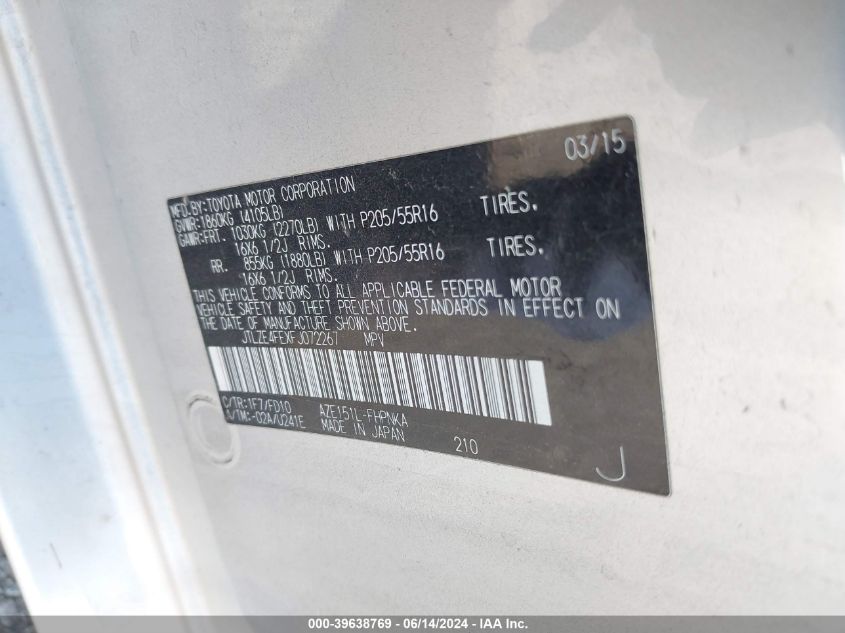 03/15
MFD.BY:TOYOTA MOTOR CORPORATION
GVWR:1860KG (4105LB)
GAWR:FRT. 1030KG (2270LB) WITH P205/55R16 TIRES.
16X6 1/2J RIMS.
RR. 855KG (1880LB) WITH P205/55R16 TIRES.
16X6 1/2J RIMS.
THIS VEHICLE CONFORMS TO ALL APPLICABLE FEDERAL MOTOR
VEHICLE SAFETY AND THEFT PREVENTION STANDARDS IN EFFECT ON
THE DATE OF MANUFACTURE SHOWN ABOVE.
JTLZE4FEXFJ072267 MPV
C/TR:1F7/FD10 AZE151L-FHPNKA
A/TM:-02A/U241E MADE IN JAPAN 210
J
000-39638769 - 06/14/2024 - IAA Inc.